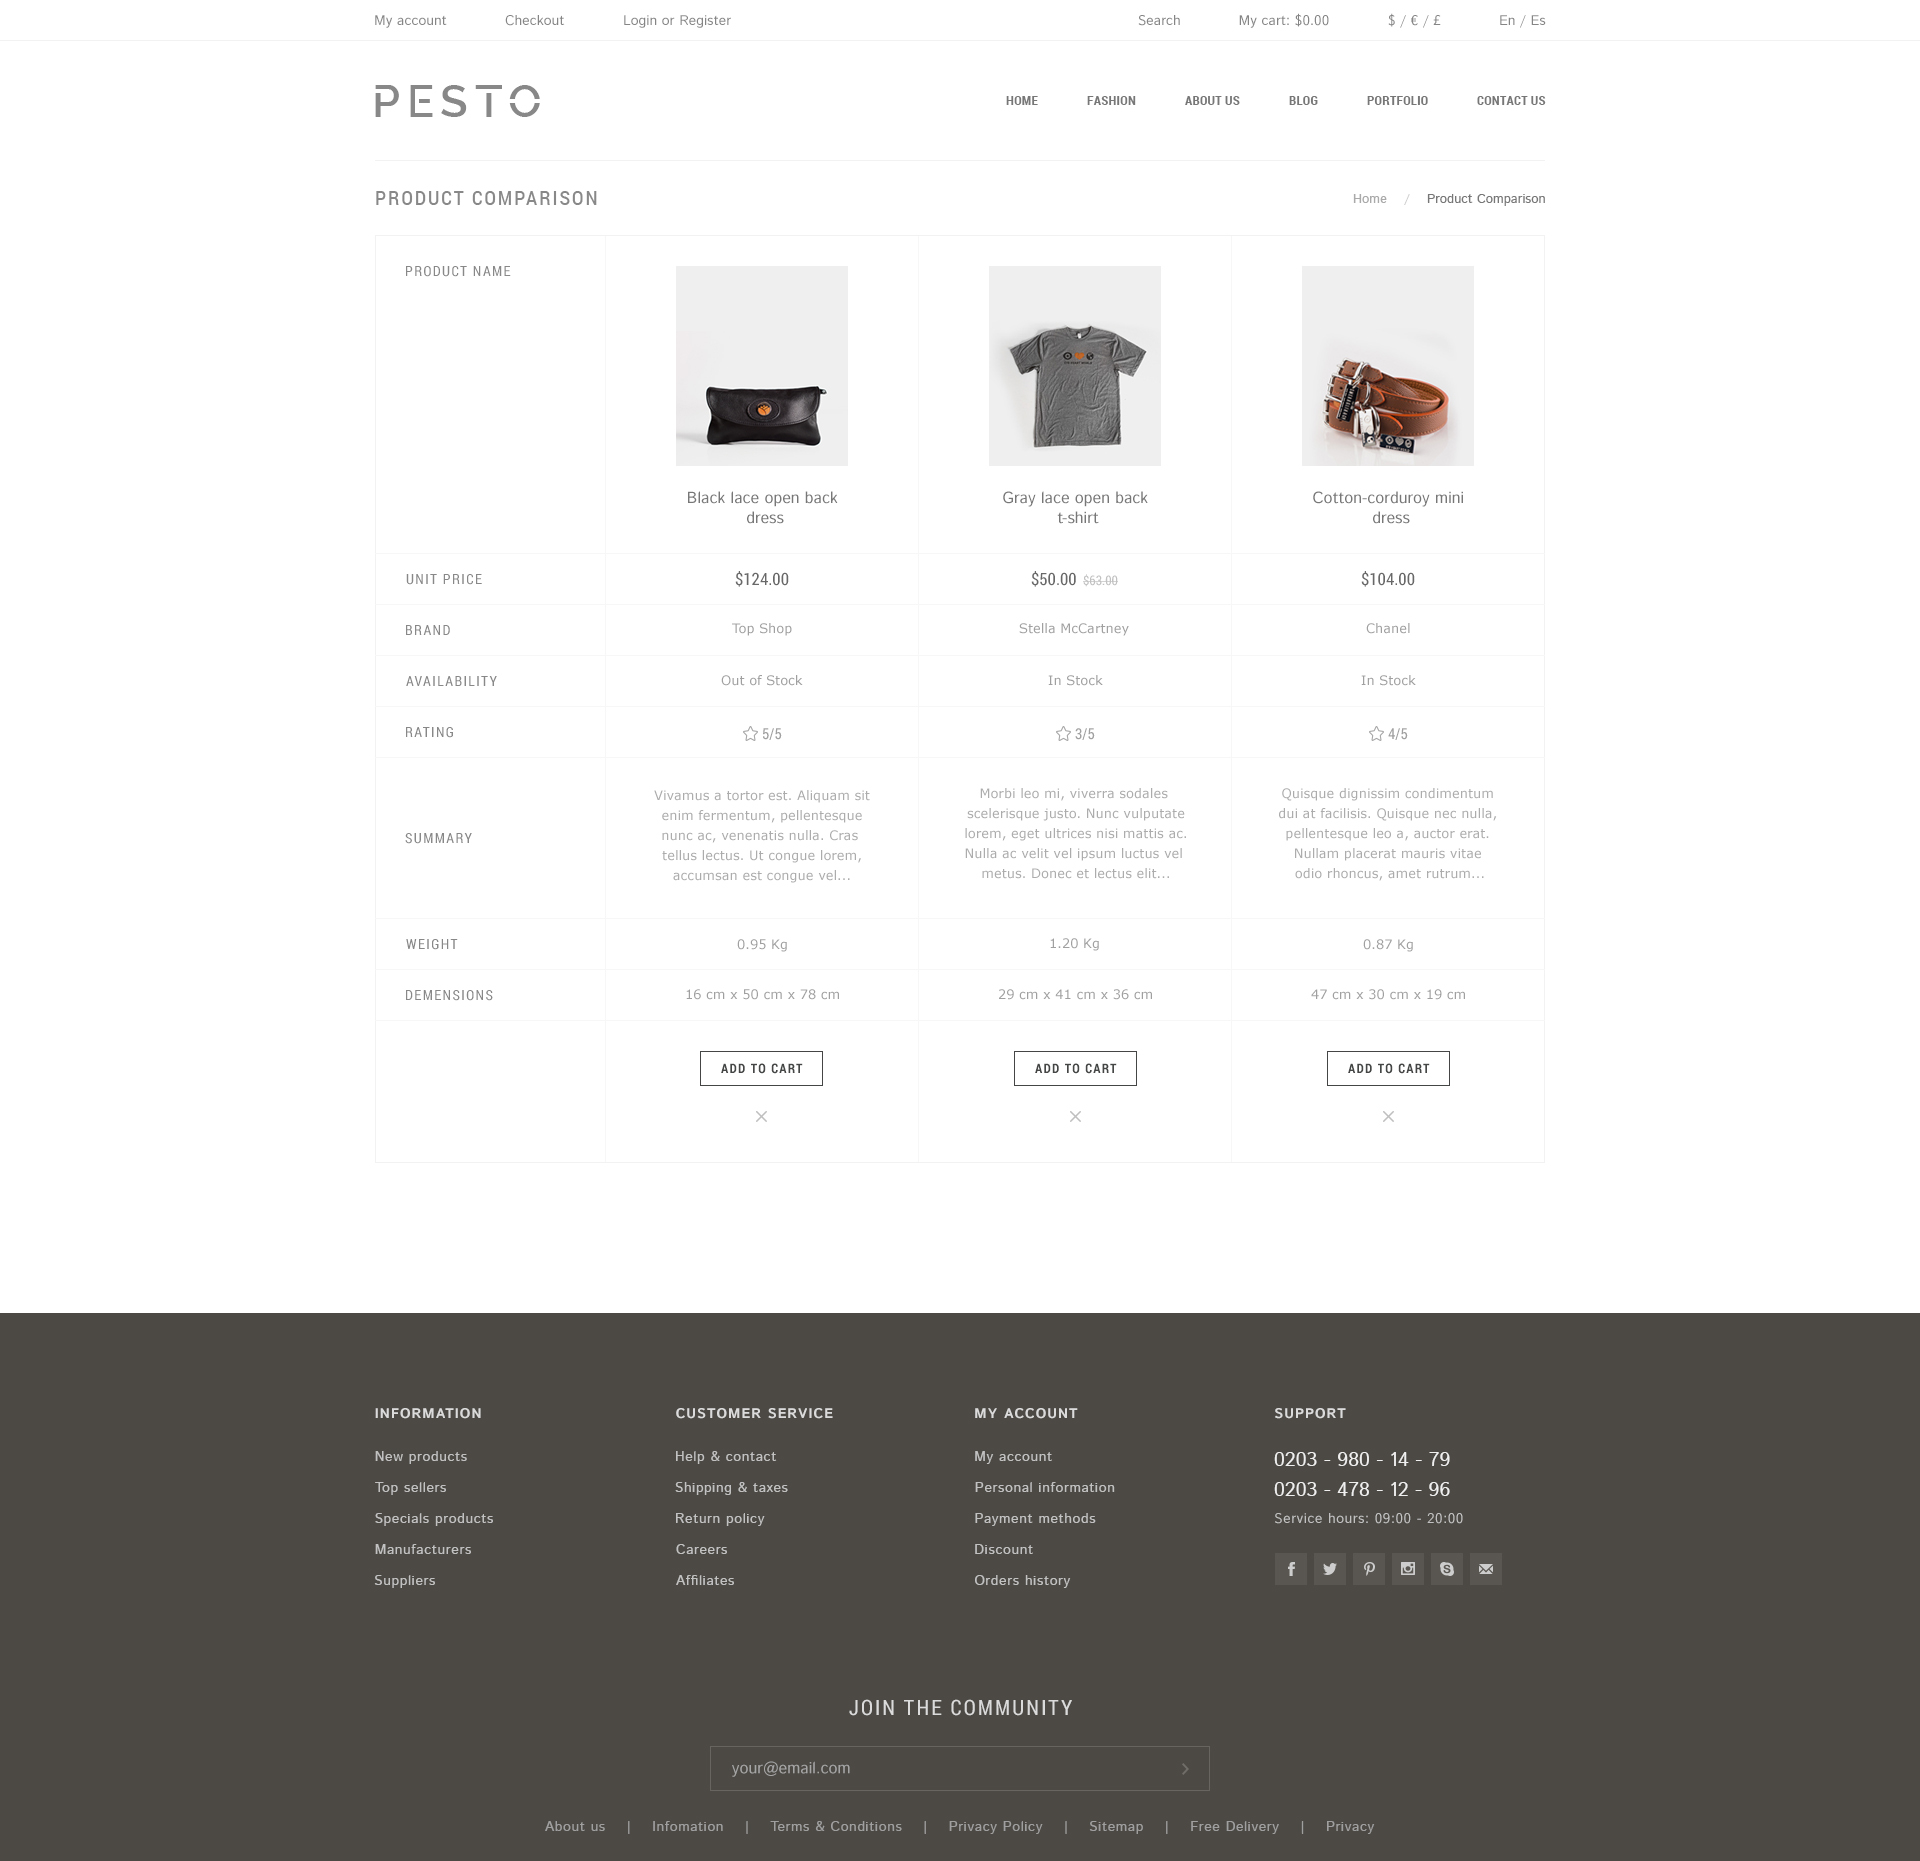 My account Checkout Login or Register Search My cart: $0.00 $ / € / £ En / Es
PESTO
HOME FASHION ABOUT US BLOG PORTFOLIO CONTACT US
PRODUCT COMPARISON
Home / Product Comparison
PRODUCT NAME
Black lace open back
dress
Gray lace open back
t-shirt
Cotton-corduroy mini
dress
UNIT PRICE $124.00 $50.00 $63.00 $104.00
BRAND Top Shop Stella McCartney Chanel
AVAILABILITY Out of Stock In Stock In Stock
RATING 5/5 3/5 4/5
SUMMARY
Vivamus a tortor est. Aliquam sit
enim fermentum, pellentesque
nunc ac, venenatis nulla. Cras
tellus lectus. Ut congue lorem,
accumsan est congue vel...
Morbi leo mi, viverra sodales
scelerisque justo. Nunc vulputate
lorem, eget ultrices nisi mattis ac.
Nulla ac velit vel ipsum luctus vel
metus. Donec et lectus elit...
Quisque dignissim condimentum
dui at facilisis. Quisque nec nulla,
pellentesque leo a, auctor erat.
Nullam placerat mauris vitae
odio rhoncus, amet rutrum...
WEIGHT 0.95 Kg 1.20 Kg 0.87 Kg
DEMENSIONS 16 cm x 50 cm x 78 cm 29 cm x 41 cm x 36 cm 47 cm x 30 cm x 19 cm
ADD TO CART ADD TO CART ADD TO CART
INFORMATION
New products
Top sellers
Specials products
Manufacturers
Suppliers
CUSTOMER SERVICE
Help & contact
Shipping & taxes
Return policy
Careers
Affiliates
MY ACCOUNT
My account
Personal information
Payment methods
Discount
Orders history
SUPPORT
0203 - 980 - 14 - 79
0203 - 478 - 12 - 96
Service hours: 09:00 - 20:00
JOIN THE COMMUNITY
your@email.com
About us | Infomation | Terms & Conditions | Privacy Policy | Sitemap | Free Delivery | Privacy